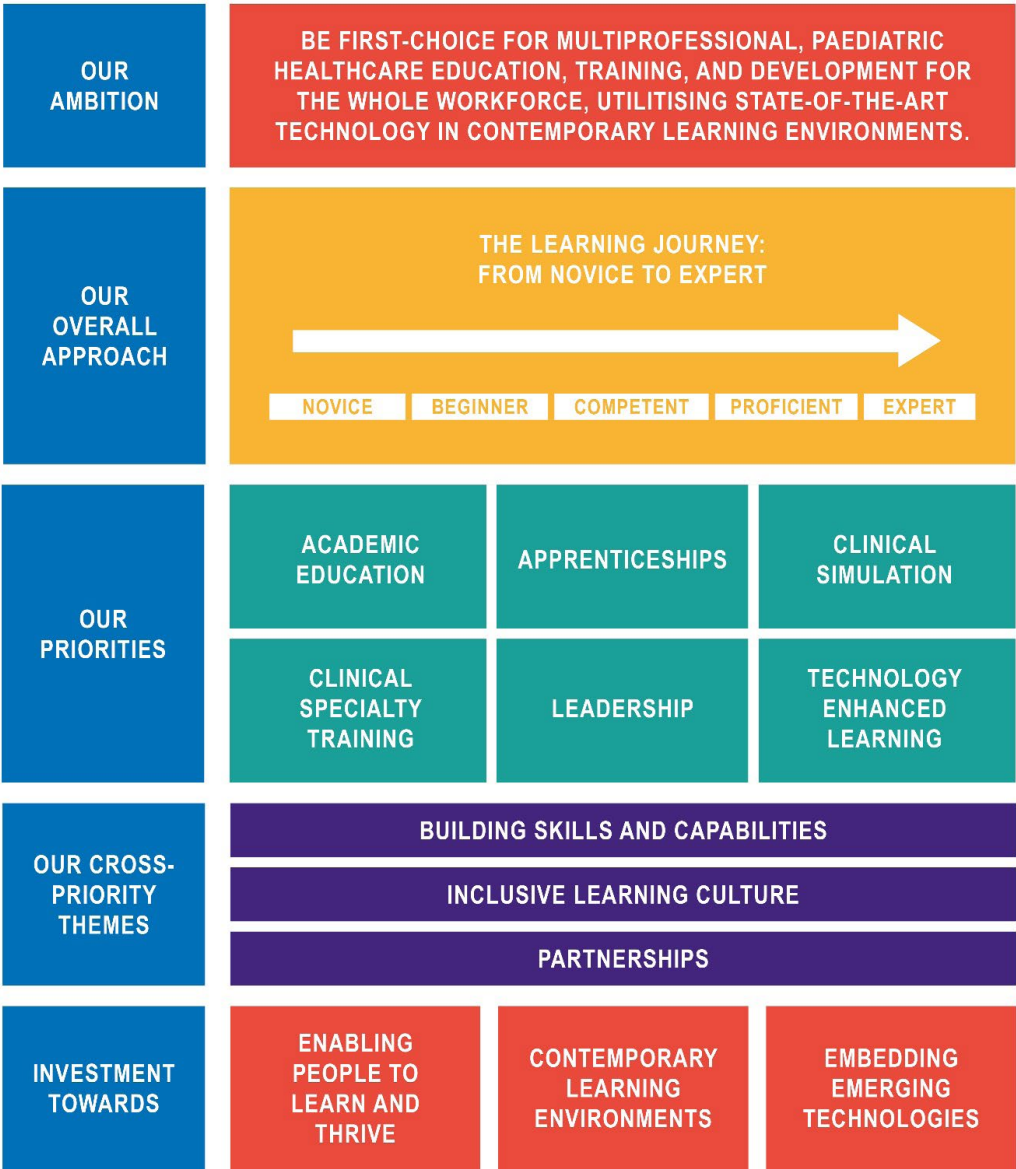 OUR
AMBITION
BE FIRST-CHOICE FOR MULTIPROFESSIONAL, PAEDIATRIC
HEALTHCARE EDUCATION, TRAINING, AND DEVELOPMENT FOR
THE WHOLE WORKFORCE, UTILITISING STATE-OF-THE-ART
TECHNOLOGY IN CONTEMPORARY LEARNING ENVIRONMENTS.
OUR
OVERALL
APPROACH
THE LEARNING JOURNEY:
FROM NOVICE TO EXPERT
NOVICE
BEGINNER
COMPETENT
PROFICIENT
EXPERT
OUR
PRIORITIES
ACADEMIC
EDUCATION
APPRENTICESHIPS
CLINICAL
SIMULATION
CLINICAL
SPECIALTY
TRAINING
LEADERSHIP
TECHNOLOGY
ENHANCED
LEARNING
OUR CROSS-
PRIORITY
THEMES
BUILDING SKILLS AND CAPABILITIES
INCLUSIVE LEARNING CULTURE
PARTNERSHIPS
INVESTMENT
TOWARDS
ENABLING
PEOPLE TO
LEARN AND
THRIVE
CONTEMPORARY
LEARNING
ENVIRONMENTS
EMBEDDING
EMERGING
TECHNOLOGIES